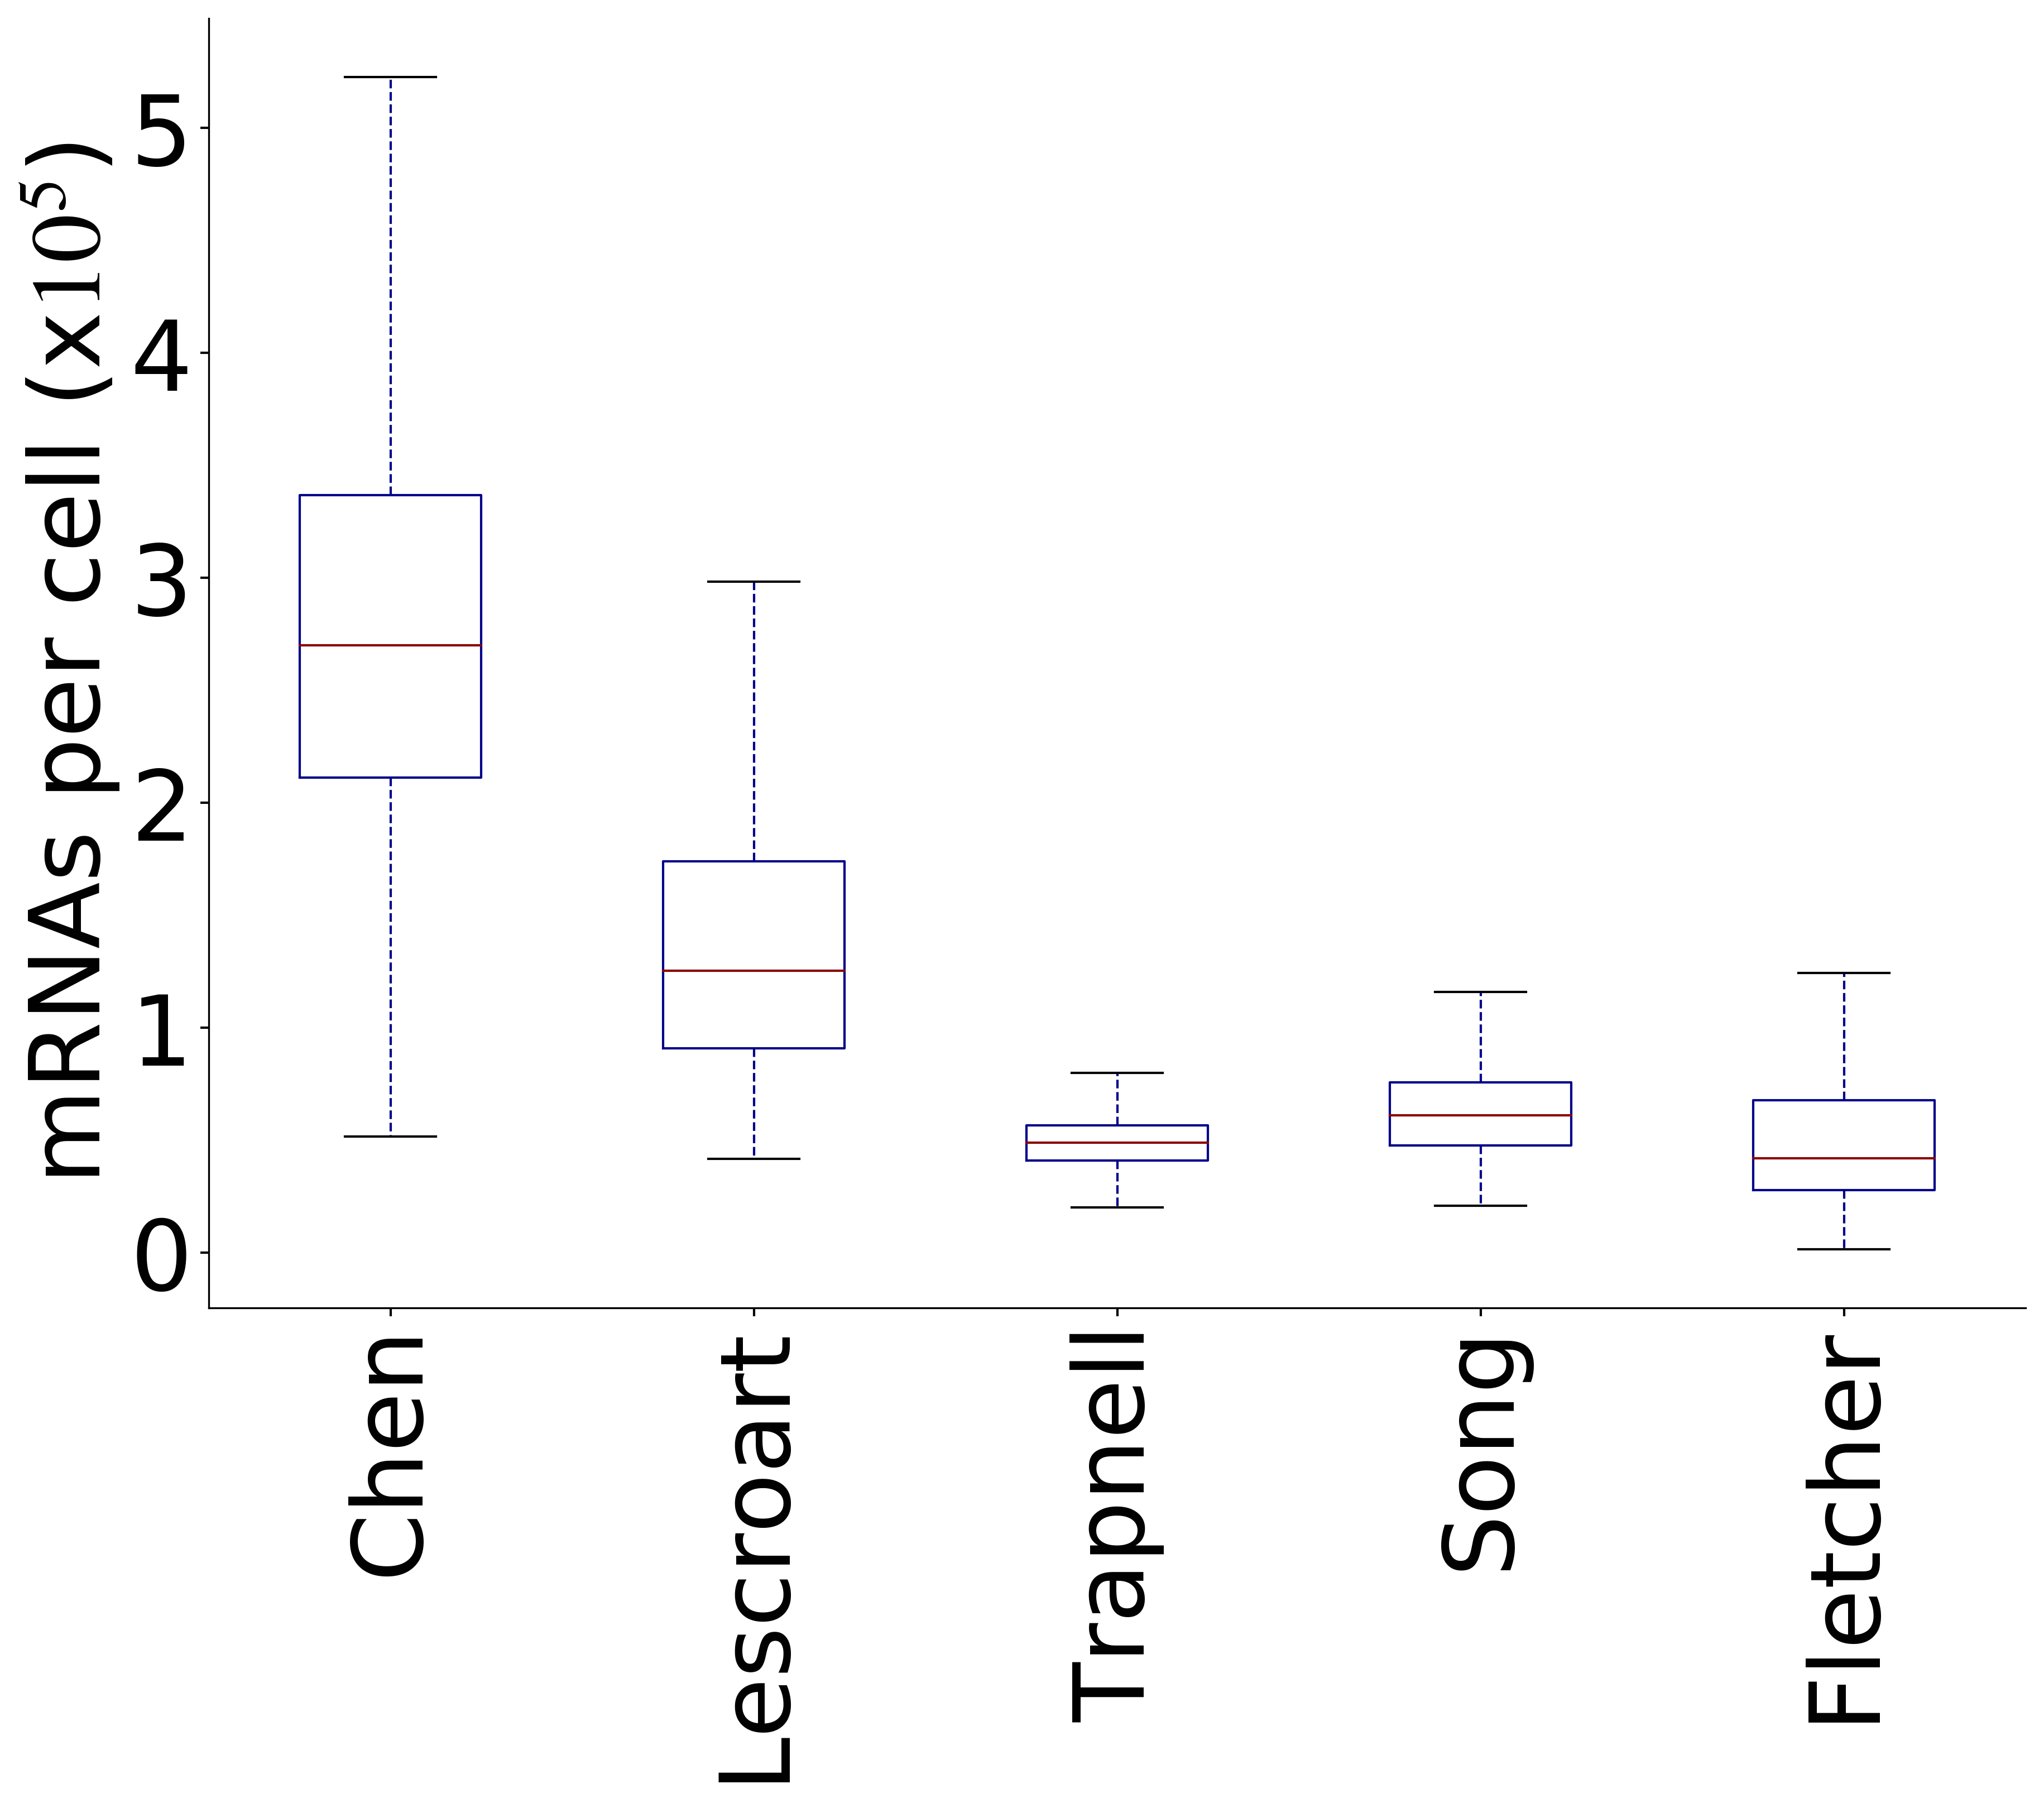 mRNAs per cell (x10⁵)
5
4
3
2
1
0
Chen
Lescroart
Trapnell
Song
Fletcher